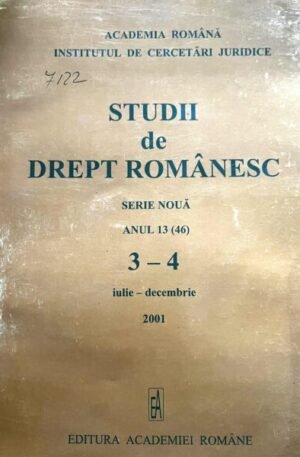 ACADEMIA ROMÂNĂ
INSTITUTUL DE CERCETĂRI JURIDICE
7122
STUDII
de
DREPT ROMÂNESC
SERIE NOUĂ
ANUL 13 (46)
3 – 4
iulie – decembrie
2001
EA
EDITURA ACADEMIEI ROMÂNE